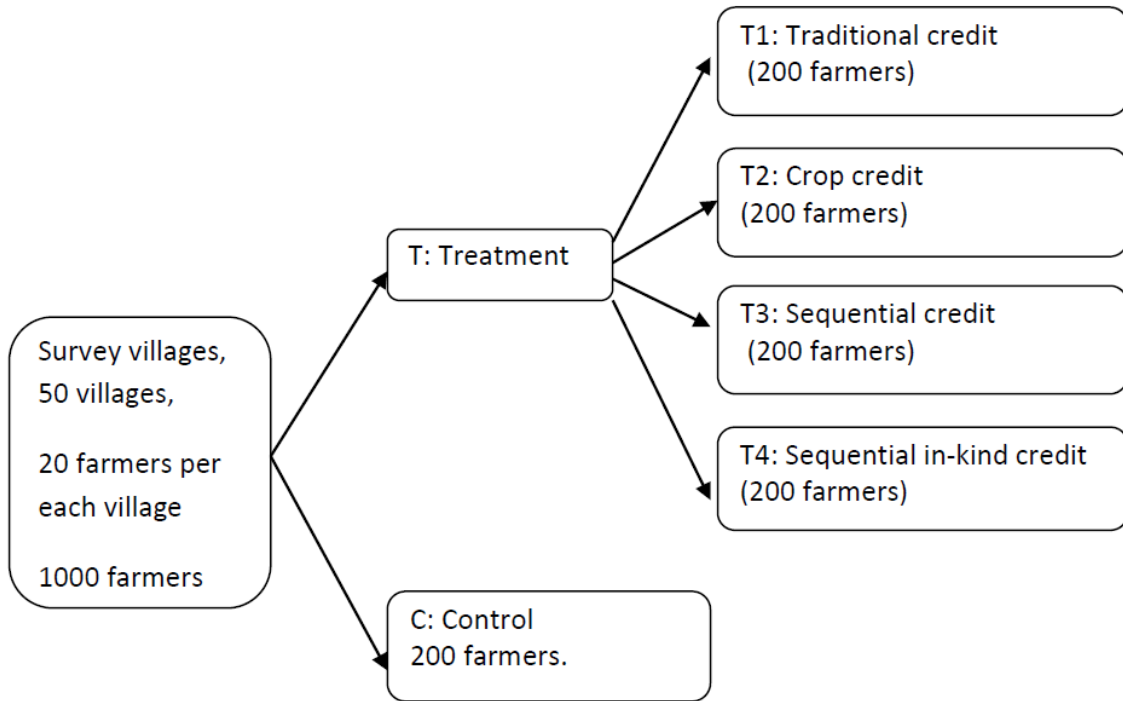 Survey villages,
50 villages,
20 farmers per
each village
1000 farmers
T: Treatment
C: Control
200 farmers.
T1: Traditional credit
(200 farmers)
T2: Crop credit
(200 farmers)
T3: Sequential credit
(200 farmers)
T4: Sequential in-kind credit
(200 farmers)